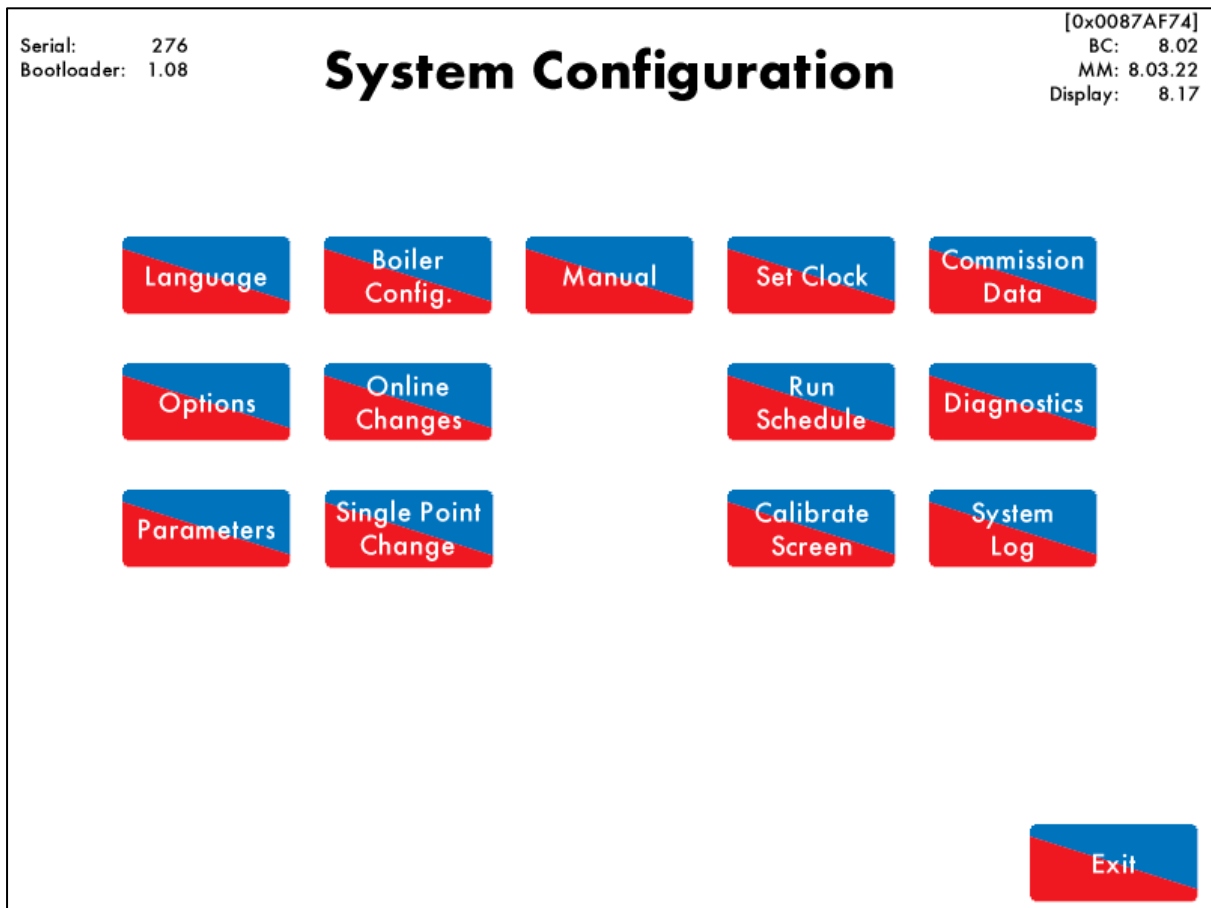 Serial: 276
Bootloader: 1.08
System Configuration
[0x0087AF74]
BC: 8.02
MM: 8.03.22
Display: 8.17
Language
Boiler
Config.
Manual
Set Clock
Commission
Data
Options
Online
Changes
Run
Schedule
Diagnostics
Parameters
Single Point
Change
Calibrate
Screen
System
Log
Exit